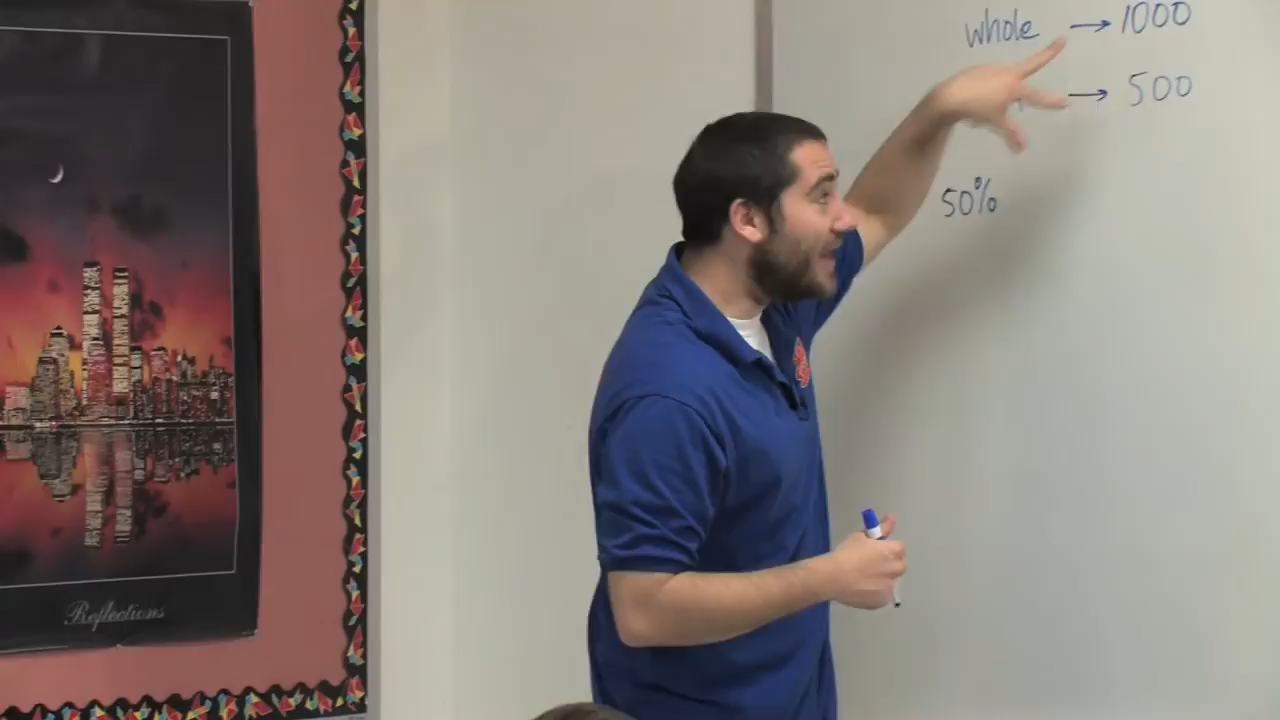 whole → 1000
→ 500
50%
Reflections